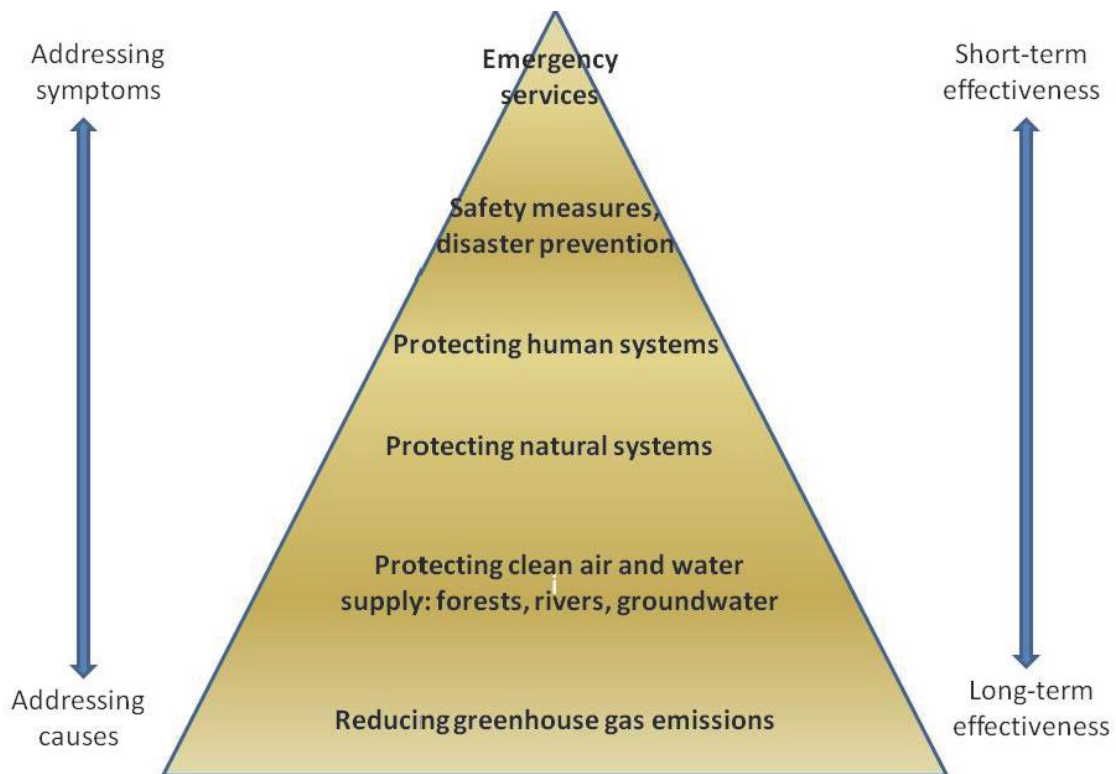 Addressing
symptoms
Emergency
services
Short-term
effectiveness
Safety measures,
disaster prevention
Protecting human systems
Protecting natural systems
Protecting clean air and water
i
supply: forests, rivers, groundwater
Addressing
causes
Reducing greenhouse gas emissions
Long-term
effectiveness